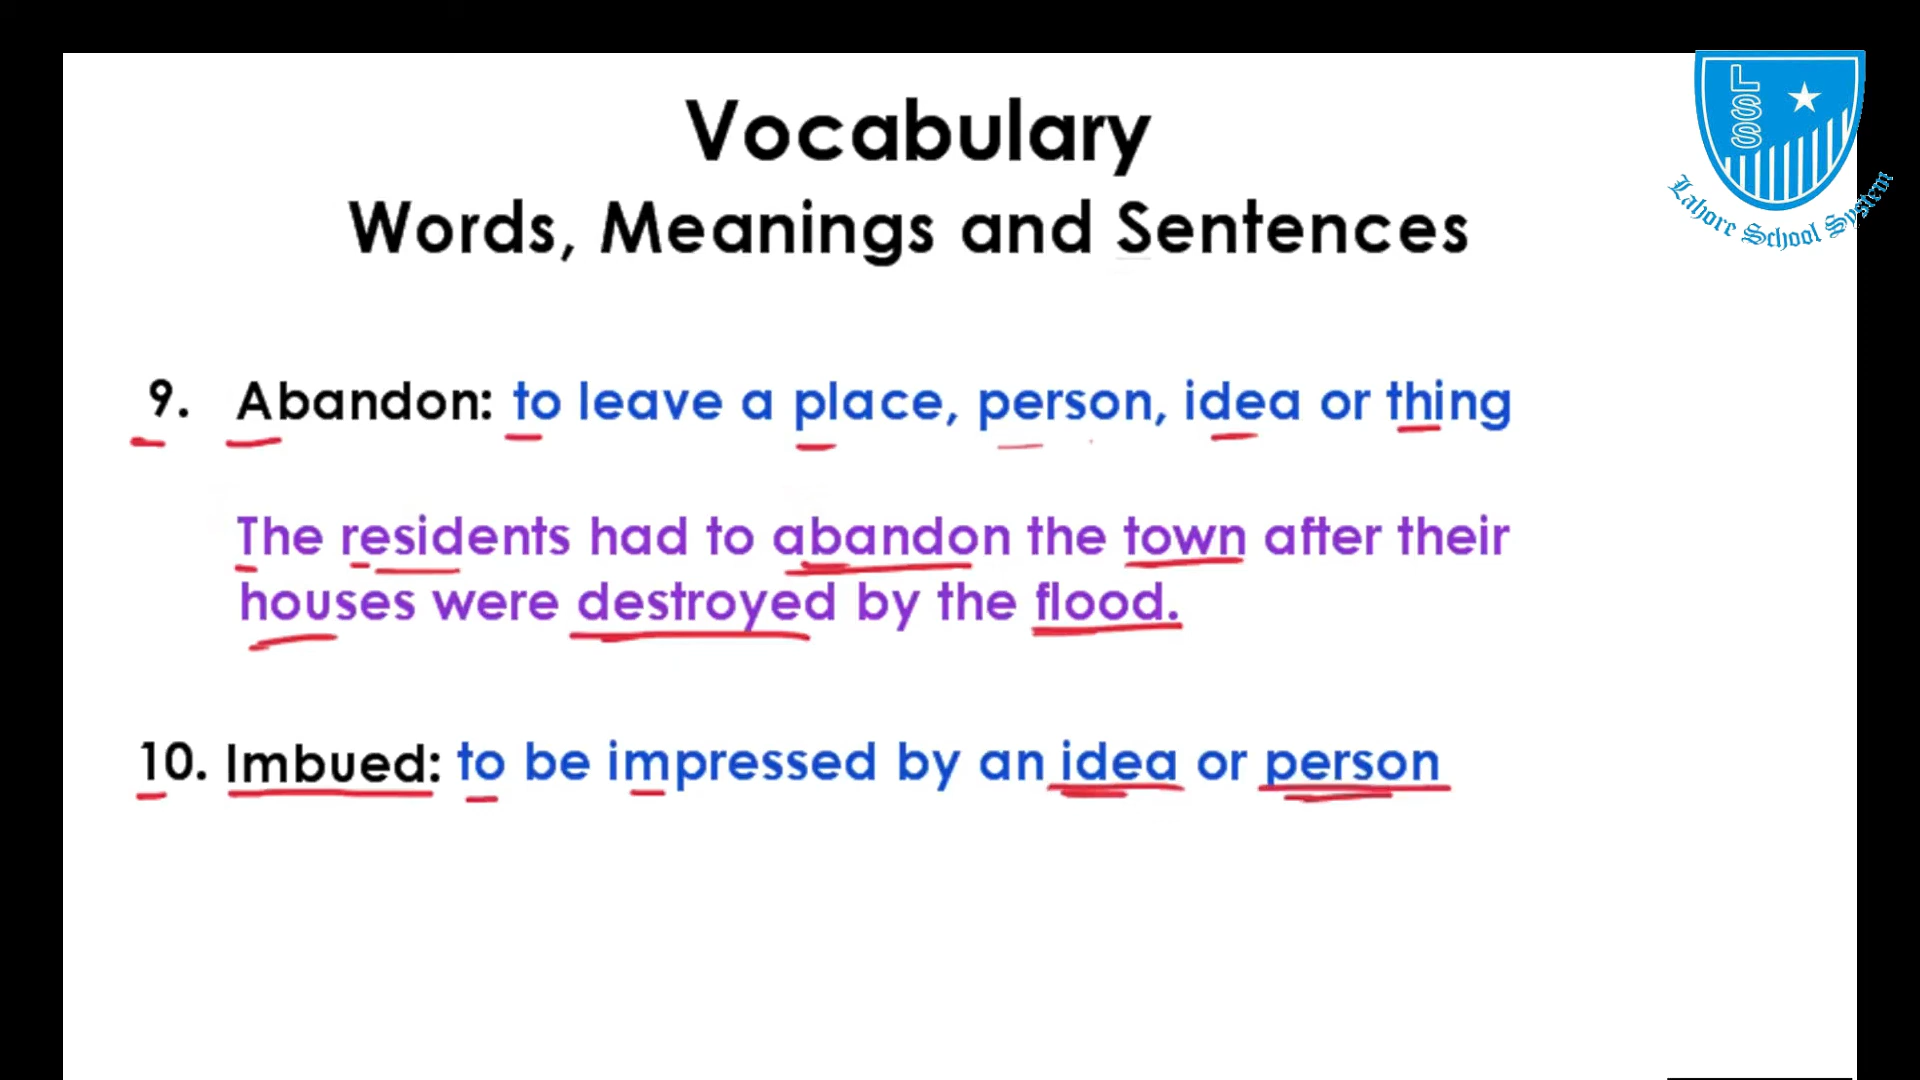 LSS
Lahore School System
Vocabulary
Words, Meanings and Sentences
9. Abandon: to leave a place, person, idea or thing
The residents had to abandon the town after their
houses were destroyed by the flood.
10. Imbued: to be impressed by an idea or person